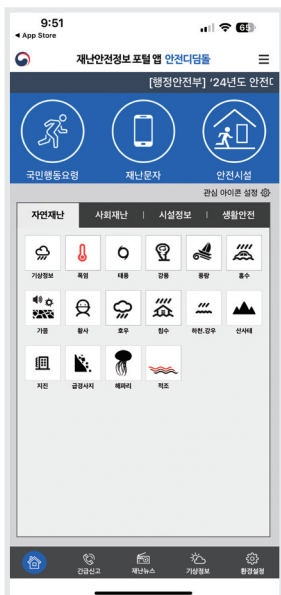 9:51
65
◀ App Store
재난안전정보 포털 앱 안전디딤돌
[행정안전부] ‘24년도 안전디
국민행동요령 재난문자 안전시설
관심 아이콘 설정
자연재난 사회재난 | 시설정보 | 생활안전
기상정보 폭염 태풍 강풍 풍랑 홍수
가뭄 황사 호우 침수 하천.강우 산사태
지진 급경사지 해파리 적조
긴급신고 재난뉴스 기상정보 환경설정